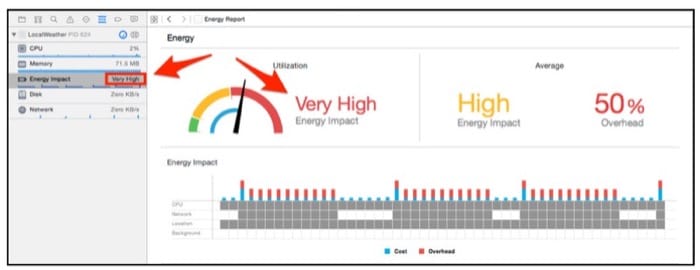 Energy Report
LocalWeather PID 624
CPU 2%
Memory 71.6 MB
Energy Impact Very High
Disk Zero KB/s
Network Zero KB/s
Energy
Utilization
Very High
Energy Impact
Average
High
Energy Impact
50%
Overhead
Energy Impact
CPU
Network
Location
Background
Cost Overhead